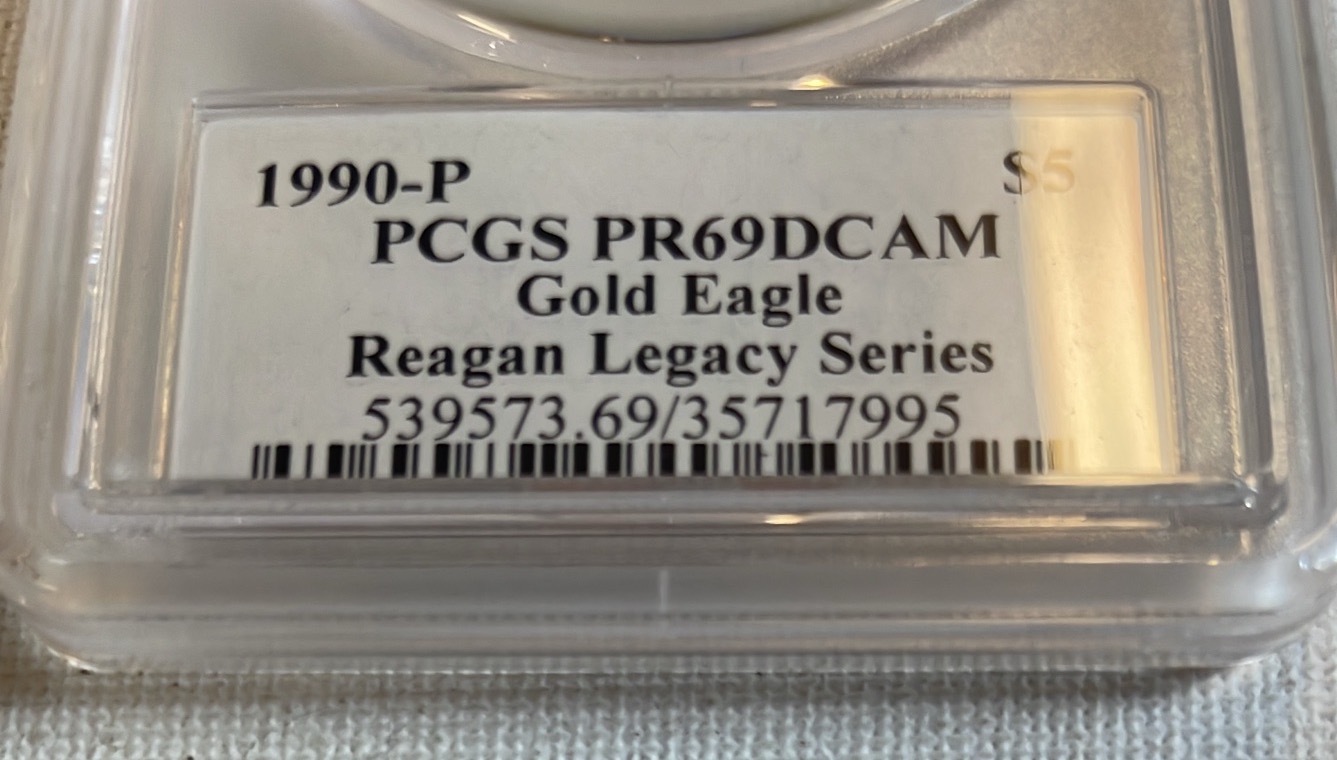 1990-P $5
PCGS PR69DCAM
Gold Eagle
Reagan Legacy Series
539573.69/35717995